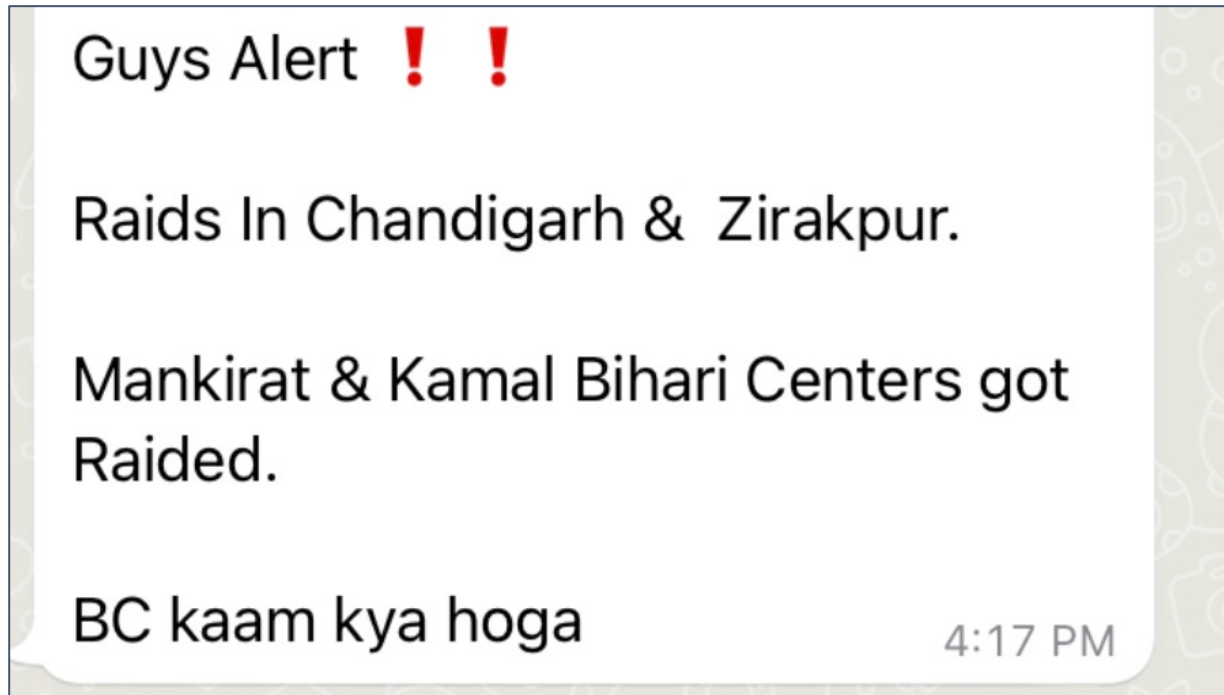 Guys Alert ❗ ❗
Raids In Chandigarh &  Zirakpur.
Mankirat & Kamal Bihari Centers got
Raided.
BC kaam kya hoga
4:17 PM